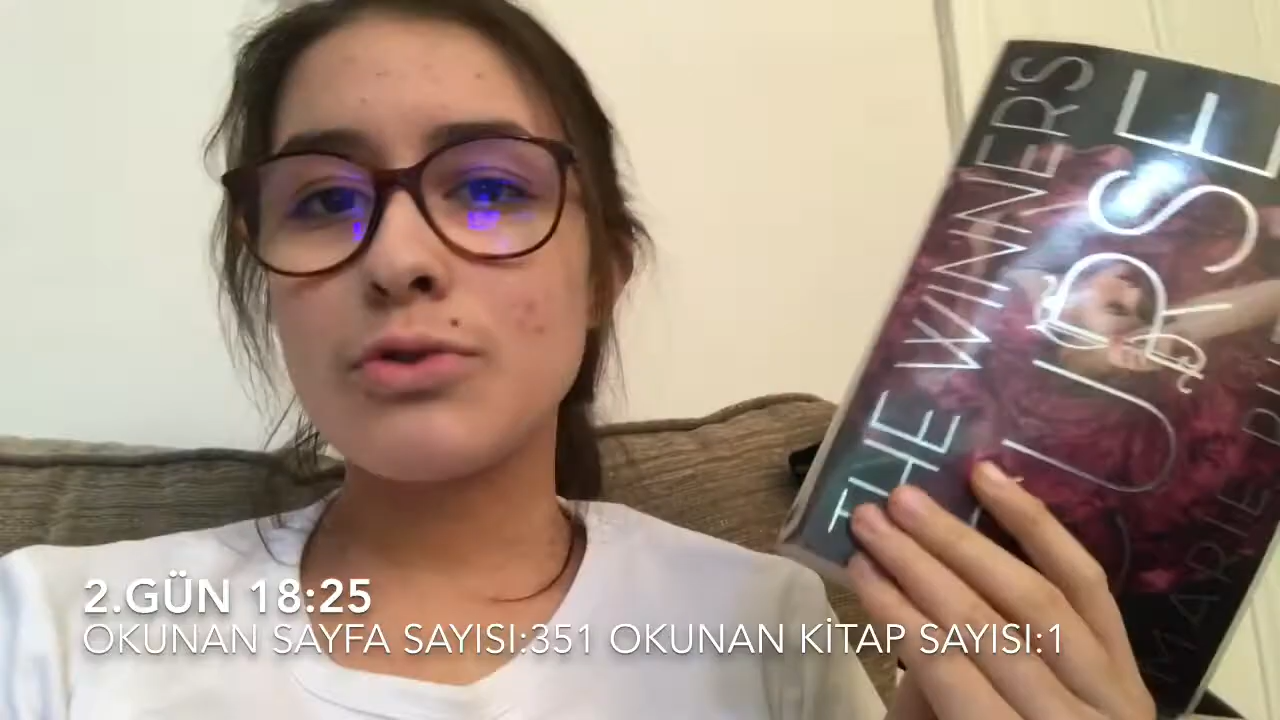 THE WINNER'S
CURSE
MARIE
2.GÜN 18:25
OKUNAN SAYFA SAYISI:351 OKUNAN KİTAP SAYISI:1